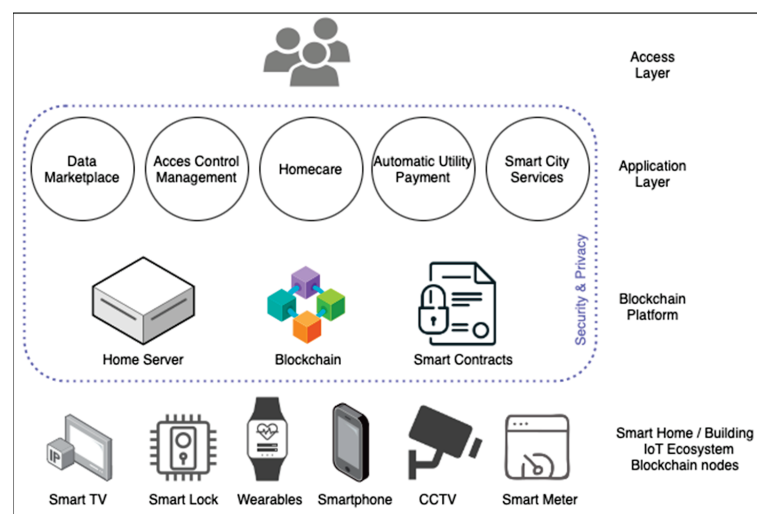 Access
Layer
Data
Marketplace
Acces Control
Management
Homecare
Automatic Utility
Payment
Smart City
Services
Application
Layer
Security & Privacy
Home Server
Blockchain
Smart Contracts
Blockchain
Platform
IP
Smart TV
Smart Lock
Wearables
Smartphone
CCTV
Smart Meter
Smart Home / Building
IoT Ecosystem
Blockchain nodes